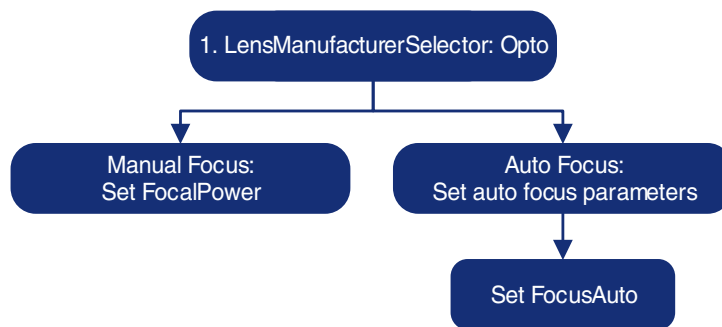 1. LensManufacturerSelector: Opto
Manual Focus:
Set FocalPower
Auto Focus:
Set auto focus parameters
Set FocusAuto